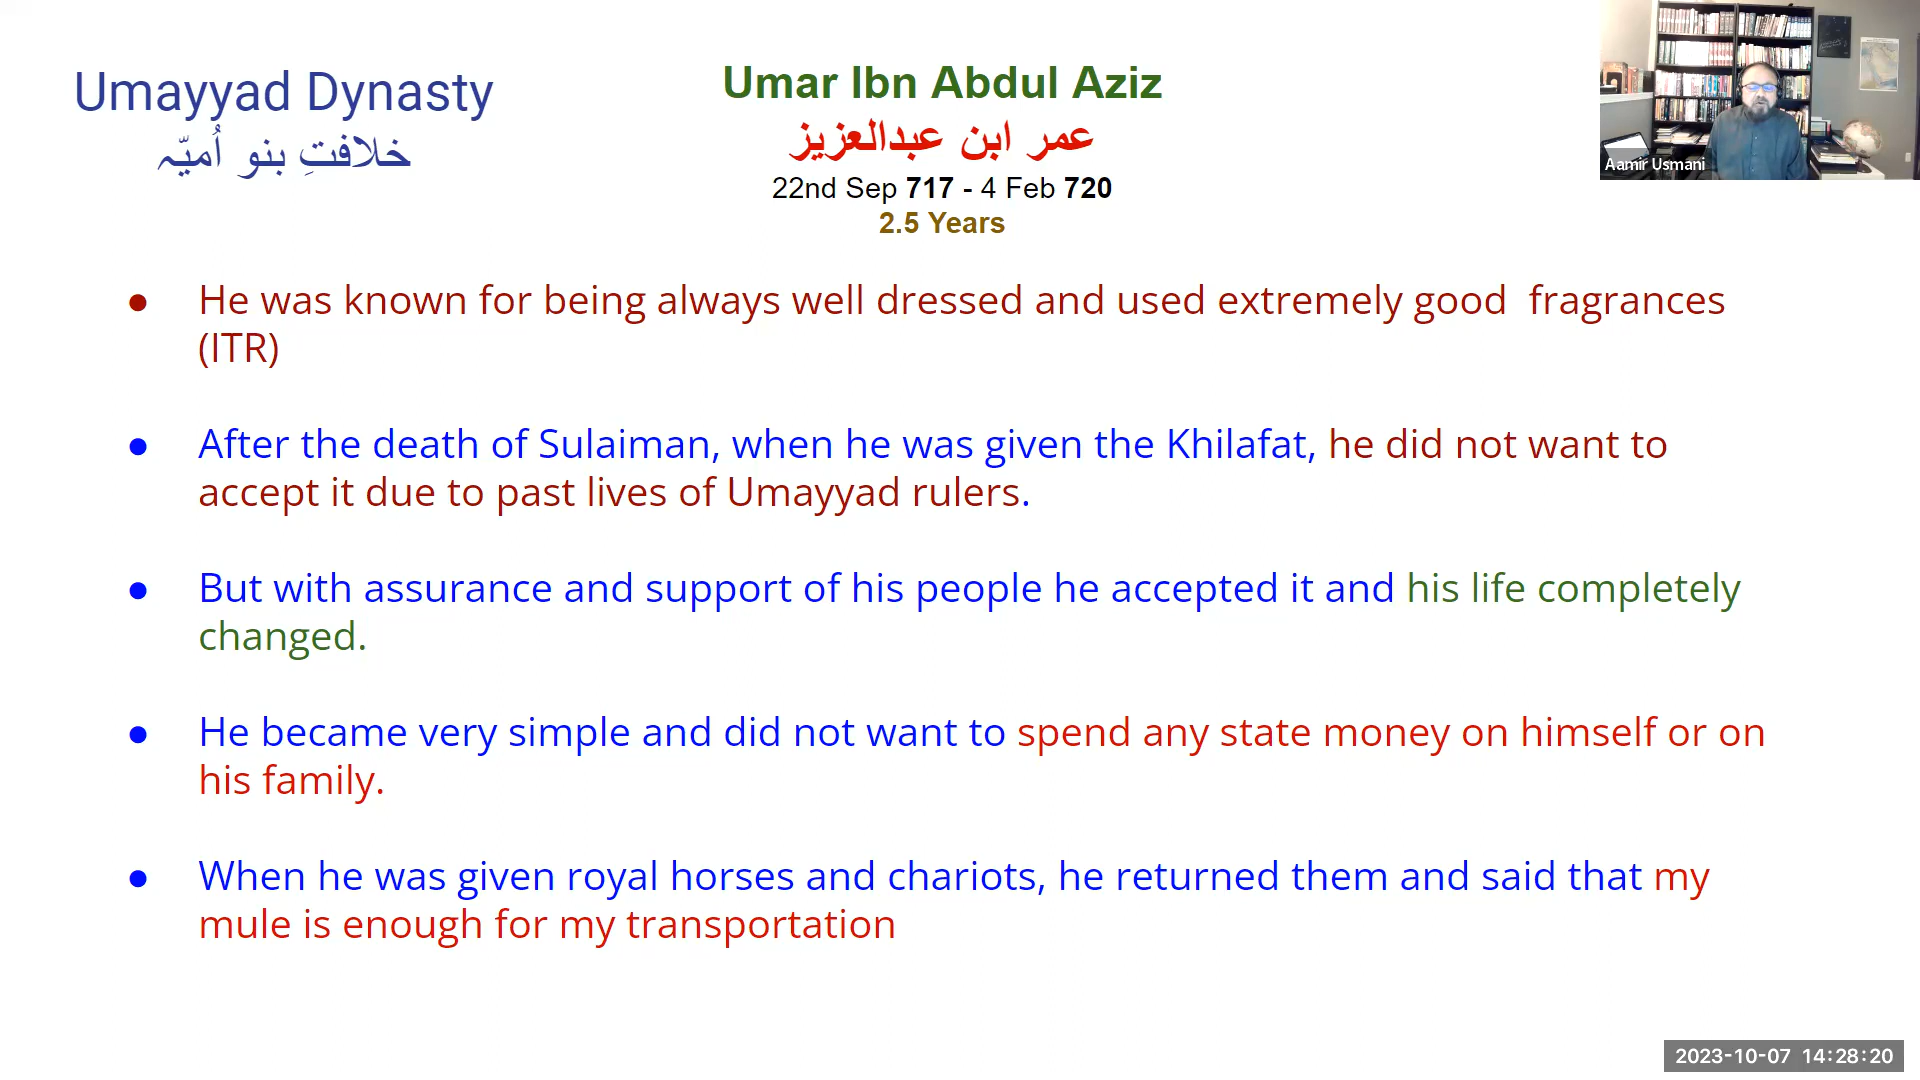 Umayyad Dynasty
خلافتِ بنو اُمیّہ
Umar Ibn Abdul Aziz
عمر ابن عبدالعزيز
22nd Sep 717 - 4 Feb 720
2.5 Years
Aamir Usmani
● He was known for being always well dressed and used extremely good  fragrances
(ITR)
● After the death of Sulaiman, when he was given the Khilafat, he did not want to
accept it due to past lives of Umayyad rulers.
● But with assurance and support of his people he accepted it and his life completely
changed.
● He became very simple and did not want to spend any state money on himself or on
his family.
● When he was given royal horses and chariots, he returned them and said that my
mule is enough for my transportation
2023-10-07 14:28:20